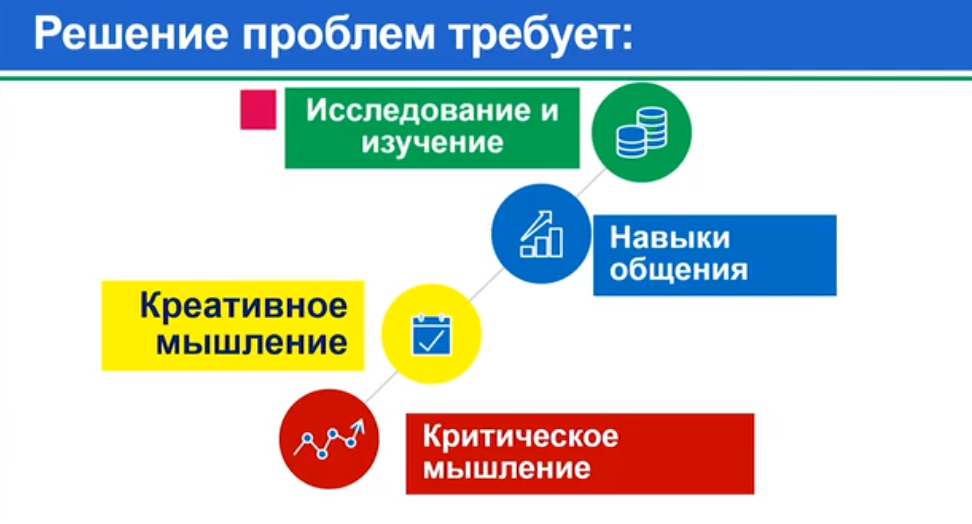 Решение проблем требует:
Исследование и
изучение
Навыки
общения
Креативное
мышление
Критическое
мышление